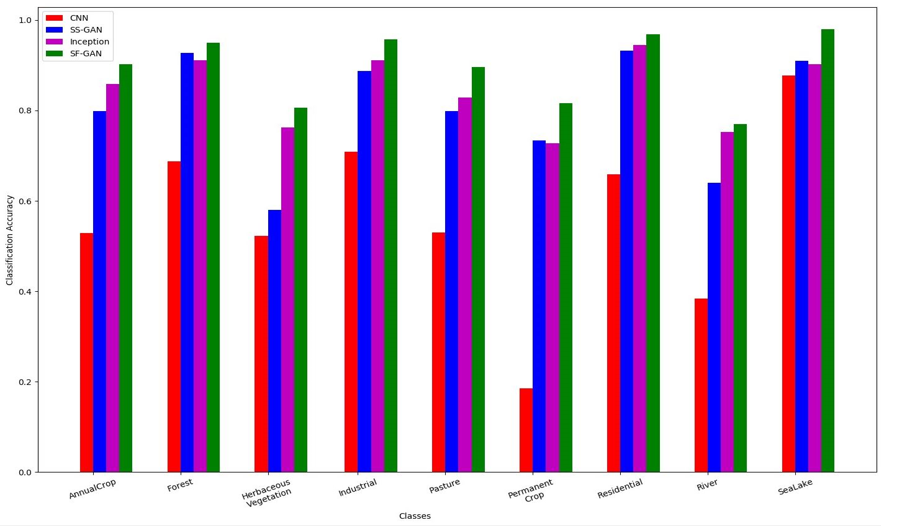 CNN
SS-GAN
Inception
SF-GAN
1.0
0.8
0.6
0.4
0.2
0.0
Classification Accuracy
AnnualCrop
Forest
Herbaceous
Vegetation
Industrial
Pasture
Permanent
Crop
Residential
River
SeaLake
Classes